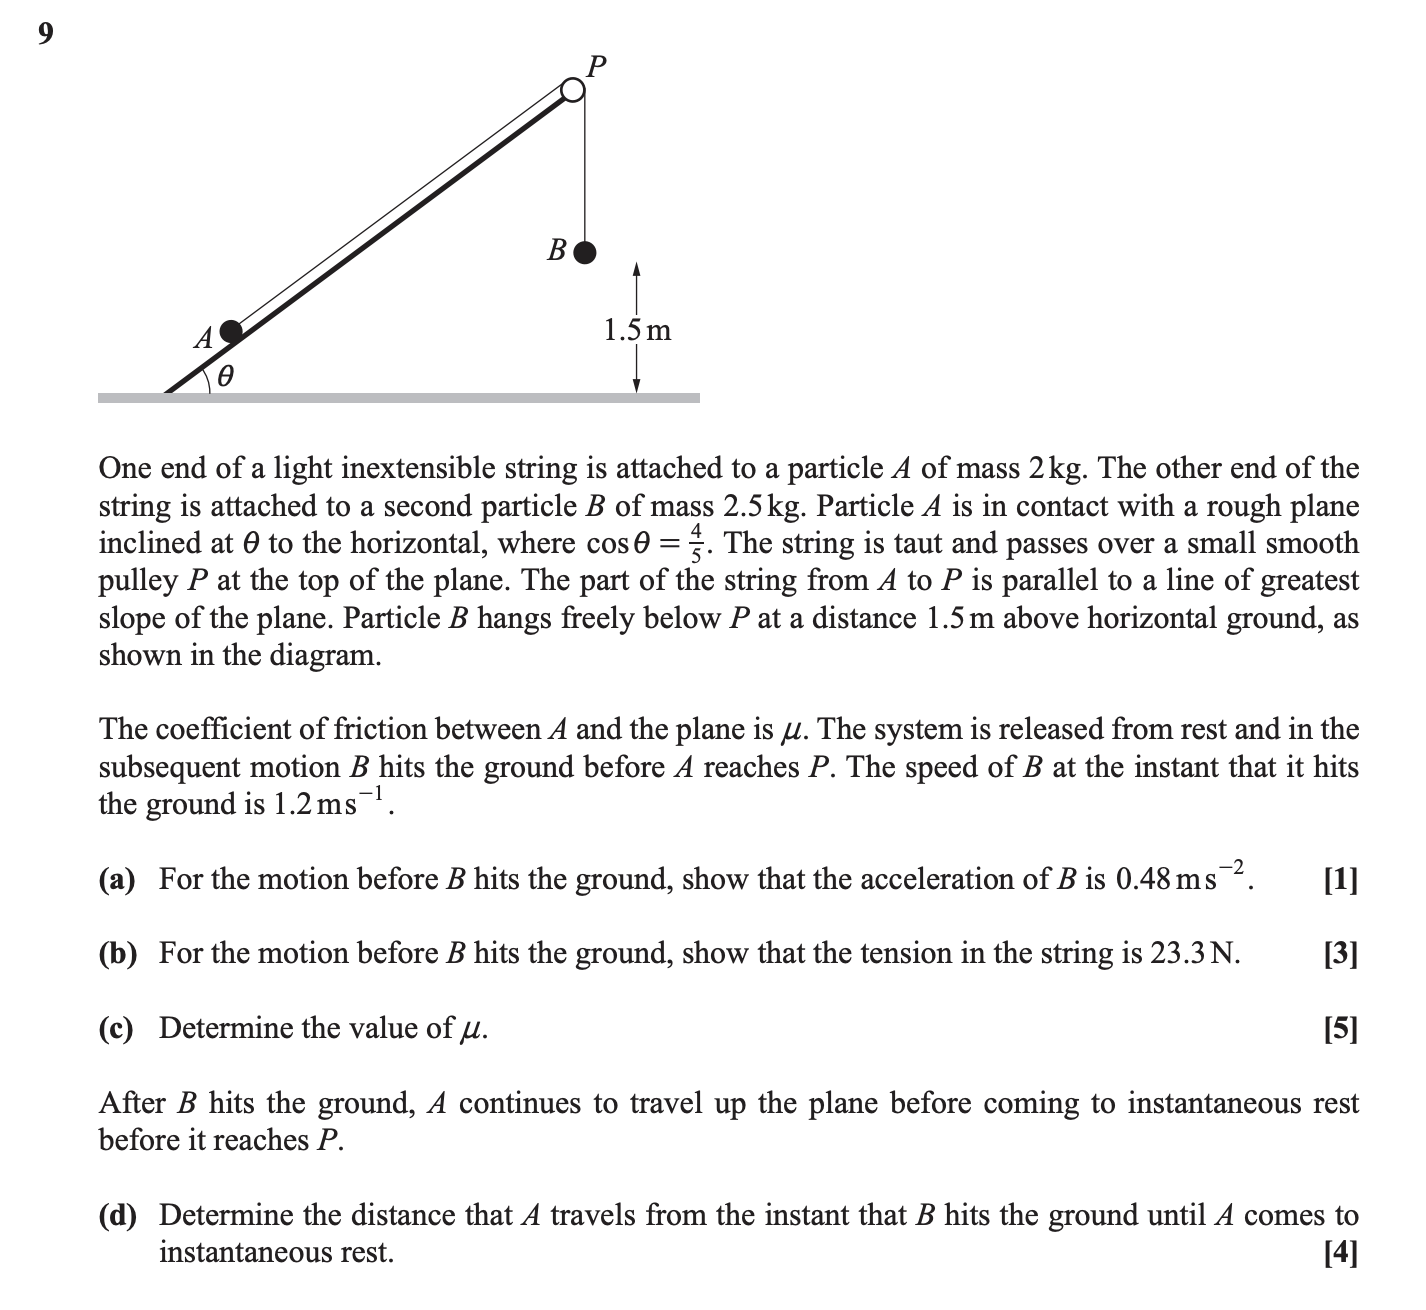 9
P
B
1.5 m
A
θ
One end of a light inextensible string is attached to a particle A of mass 2 kg. The other end of the
string is attached to a second particle B of mass 2.5 kg. Particle A is in contact with a rough plane
inclined at θ to the horizontal, where cos θ = 4/5. The string is taut and passes over a small smooth
pulley P at the top of the plane. The part of the string from A to P is parallel to a line of greatest
slope of the plane. Particle B hangs freely below P at a distance 1.5 m above horizontal ground, as
shown in the diagram.
The coefficient of friction between A and the plane is μ. The system is released from rest and in the
subsequent motion B hits the ground before A reaches P. The speed of B at the instant that it hits
the ground is 1.2 m s⁻¹.
(a) For the motion before B hits the ground, show that the acceleration of B is 0.48 m s⁻². [1]
(b) For the motion before B hits the ground, show that the tension in the string is 23.3 N. [3]
(c) Determine the value of μ. [5]
After B hits the ground, A continues to travel up the plane before coming to instantaneous rest
before it reaches P.
(d) Determine the distance that A travels from the instant that B hits the ground until A comes to
instantaneous rest. [4]